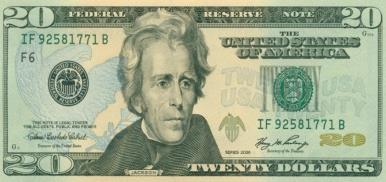 20 FEDERAL RESERVE NOTE 20
IF 92581771 B
THE
UNITED STATES
OF AMERICA
F6
TWENTY USA
IF 92581771 B
THIS NOTE IS LEGAL TENDER
FOR ALL DEBTS, PUBLIC AND PRIVATE
SERIES 2006
20
Treasurer of the United States
Secretary of the Treasury
20 JACKSON TWENTY DOLLARS